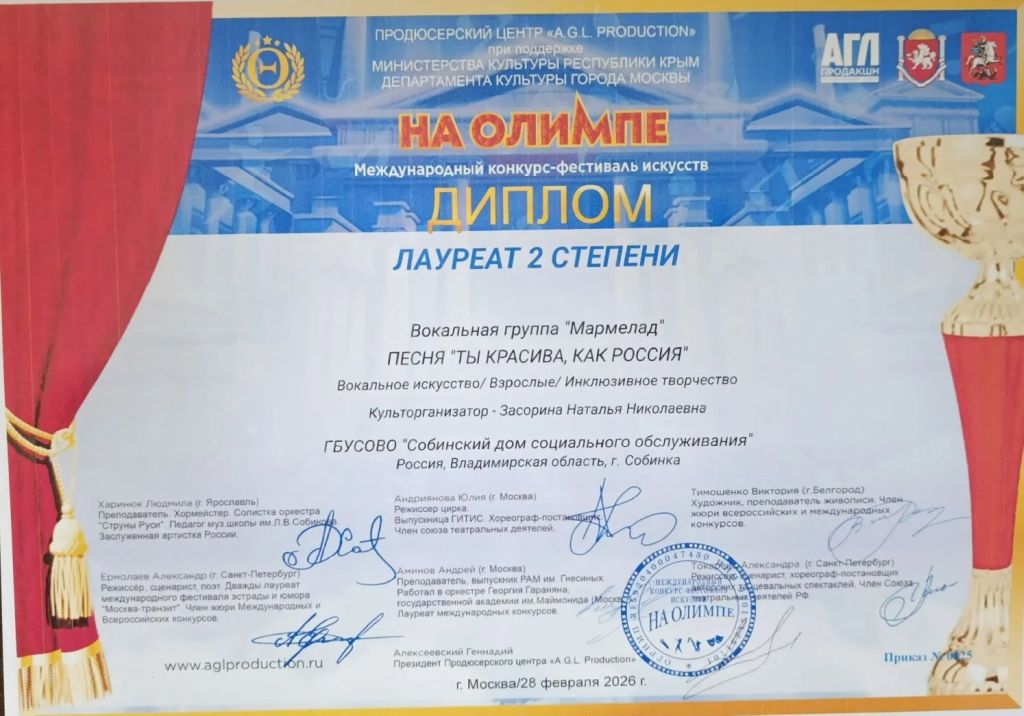 ПРОДЮСЕРСКИЙ ЦЕНТР «A.G.L. PRODUCTION»
при поддержке
МИНИСТЕРСТВА КУЛЬТУРЫ РЕСПУБЛИКИ КРЫМ
ДЕПАРТАМЕНТА КУЛЬТУРЫ ГОРОДА МОСКВЫ
АГЛ
ПРОДАКШН
НА ОЛИМПЕ
Международный конкурс-фестиваль искусств
ДИПЛОМ
ЛАУРЕАТ 2 СТЕПЕНИ
Вокальная группа "Мармелад"
ПЕСНЯ "ТЫ КРАСИВА, КАК РОССИЯ"
Вокальное искусство/ Взрослые/ Инклюзивное творчество
Культорганизатор - Засорина Наталья Николаевна
ГБУСОВО "Собинский дом социального обслуживания"
Россия, Владимирская область, г. Собинка
Харинюк Людмила (г. Ярославль)
Преподаватель. Хормейстер. Солистка оркестра
"Струны Руси". Педагог муз.школы им.Л.В.Собинова.
Заслуженная артистка России.
Андриянова Юлия (г. Москва)
Режиссер цирка.
Выпускница ГИТИС. Хореограф-постановщик
Член союза театральных деятелей.
Тимошенко Виктория (г.Белгород)
Художник, преподаватель живописи. Член
жюри всероссийских и международных
конкурсов.
Ермолаев Александр (г. Санкт-Петербург)
Режиссёр, сценарист, поэт. Дважды лауреат
международного фестиваля эстрады и юмора
"Москва-транзит". Член жюри Международных и
Всероссийских конкурсов.
Аминов Андрей (г. Москва)
Преподаватель, выпускник РАМ им. Гнесиных.
Работал в оркестре Георгия Гараняна,
государственной академии им.Маймонида (Москва
Лауреат международных конкурсов.
Александра (г. Санкт-Петербург)
Режиссёр, сценарист, хореограф-постановщик
авторских танцевальных спектаклей. Член Союза
театральных деятелей РФ.
МЕЖДУНАРОДНЫЙ
КОНКУРС-ФЕСТИВАЛЬ
ИСКУССТВ
НА ОЛИМПЕ
Алексеевский Геннадий
Президент Продюсерского центра «A.G.L. Production»
www.aglproduction.ru
Приказ №
г. Москва/28 февраля 2026 г.